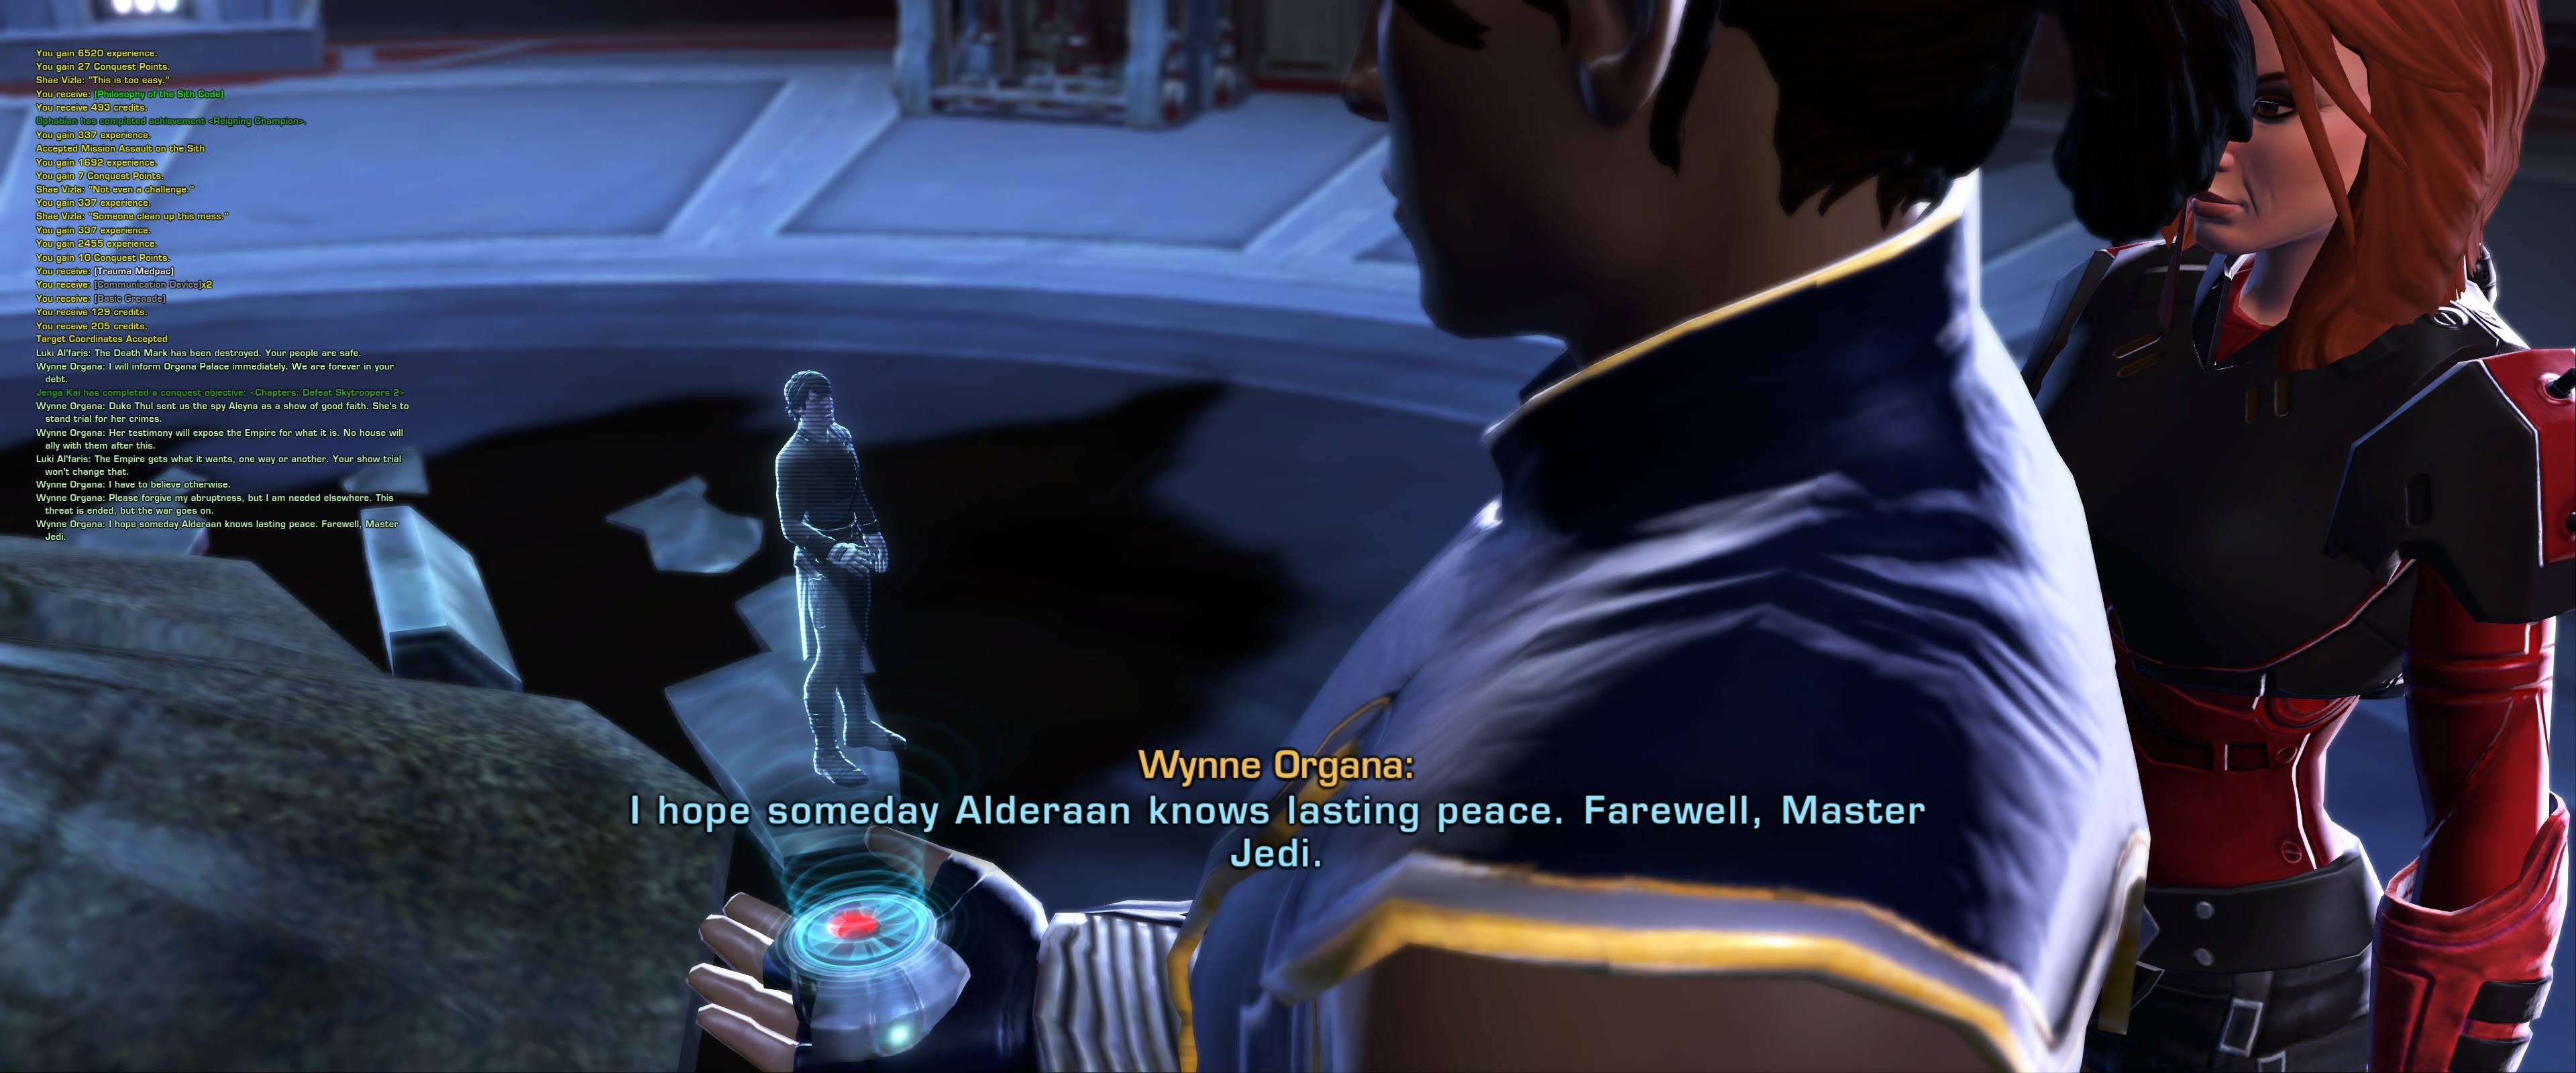 You gain 6520 experience.
You gain 27 Conquest Points.
Shae Vizla: "This is too easy."
You receive: [Philosophy of the Sith Code]
You receive 493 credits.
Ophabian has completed achievement <Reigning Champion>.
You gain 337 experience.
Accepted Mission Assault on the Sith
You gain 1692 experience.
You gain 7 Conquest Points.
Shae Vizla: "Not even a challenge."
You gain 337 experience.
Shae Vizla: "Someone clean up this mess."
You gain 337 experience.
You gain 2455 experience.
You gain 10 Conquest Points.
You receive: [Trauma Medpac]
You receive: [Communication Device]x2
You receive: [Basic Grenade]
You receive 129 credits.
You receive 205 credits.
Target Coordinates Accepted
Luki Al'faris: The Death Mark has been destroyed. Your people are safe.
Wynne Organa: I will inform Organa Palace immediately. We are forever in your
debt.
Jenga Kai has completed a conquest objective: <Chapters: Defeat Skytroopers 2>
Wynne Organa: Duke Thul sent us the spy Aleyna as a show of good faith. She's to
stand trial for her crimes.
Wynne Organa: Her testimony will expose the Empire for what it is. No house will
ally with them after this.
Luki Al'faris: The Empire gets what it wants, one way or another. Your show trial
won't change that.
Wynne Organa: I have to believe otherwise.
Wynne Organa: Please forgive my abruptness, but I am needed elsewhere. This
threat is ended, but the war goes on.
Wynne Organa: I hope someday Alderaan knows lasting peace. Farewell, Master
Jedi.
Wynne Organa:
I hope someday Alderaan knows lasting peace. Farewell, Master
Jedi.